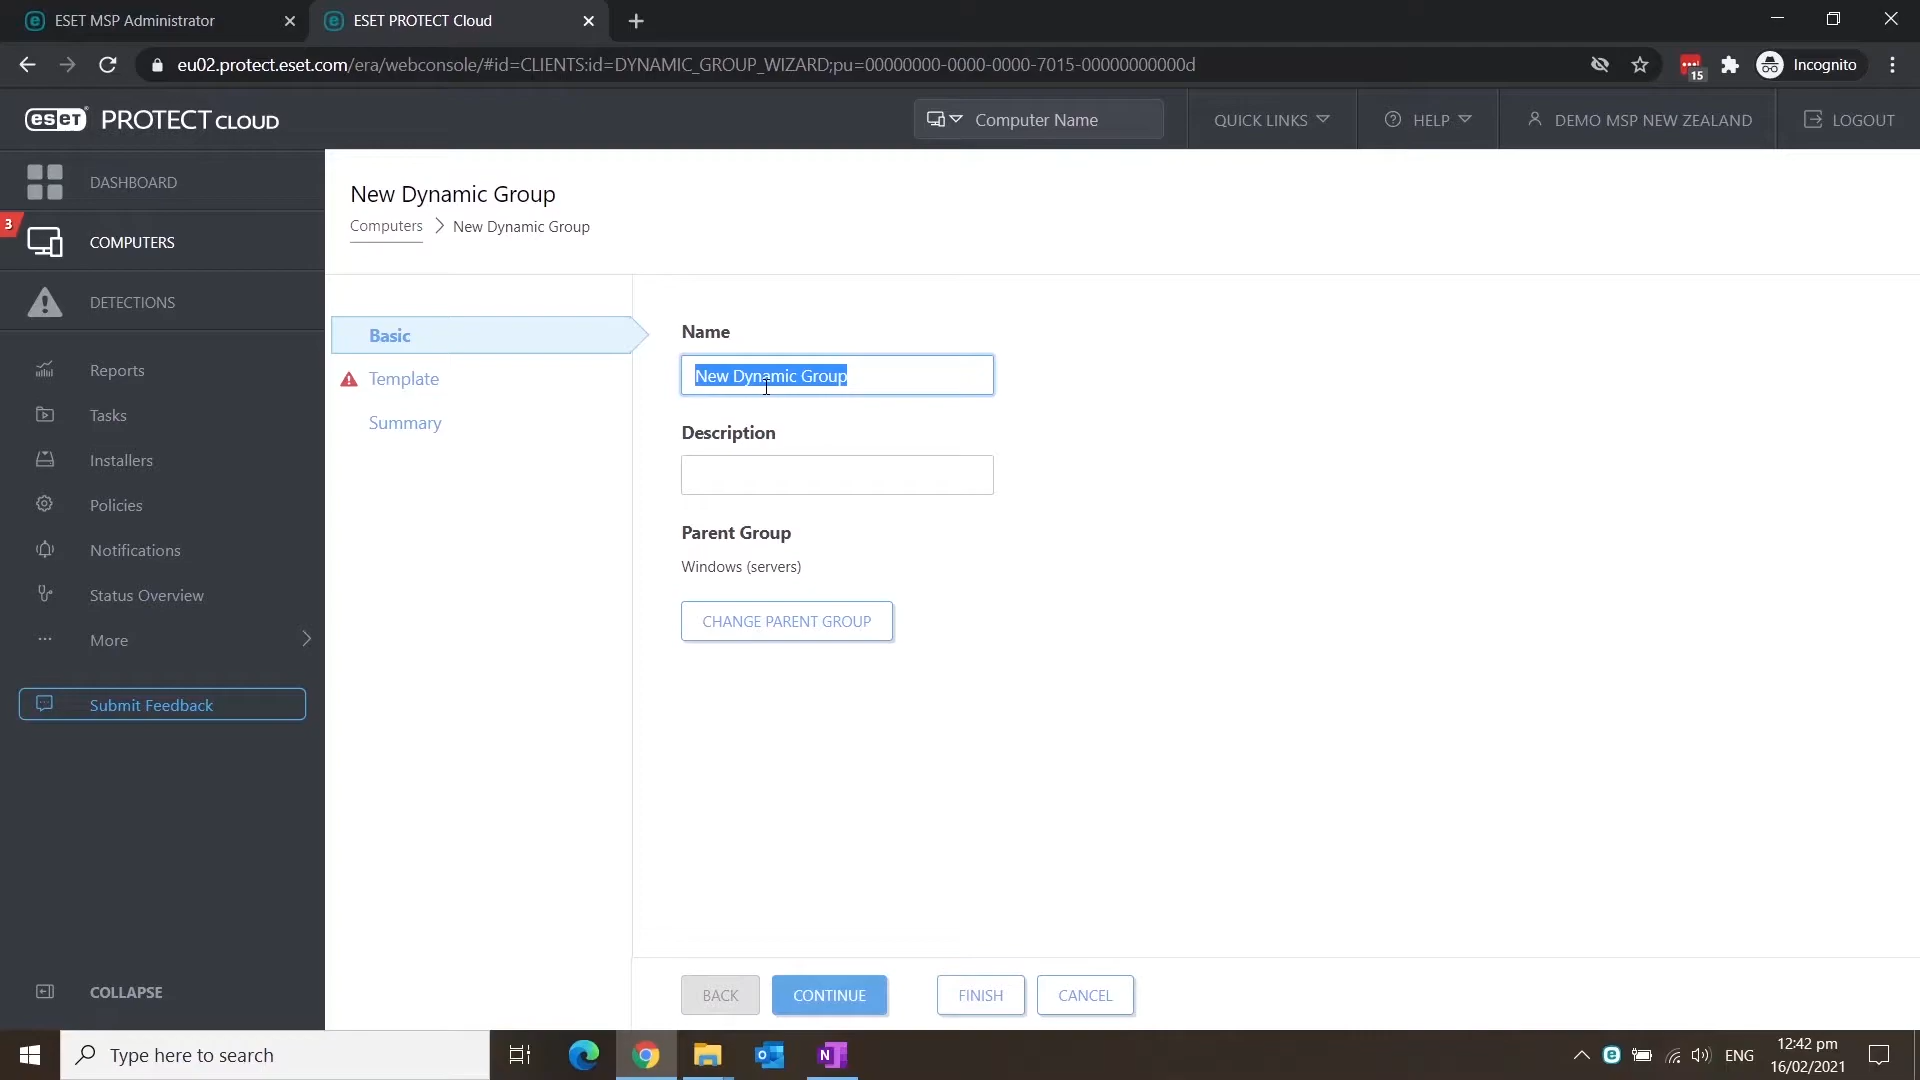 ESET MSP Administrator
ESET PROTECT Cloud
eu02.protect.eset.com/era/webconsole/#id=CLIENTS:id=DYNAMIC_GROUP_WIZARD;pu=00000000-0000-0000-7015-00000000000d
15
Incognito
eset PROTECT CLOUD
Computer Name
QUICK LINKS
HELP
DEMO MSP NEW ZEALAND
LOGOUT
DASHBOARD
3
COMPUTERS
DETECTIONS
Reports
Tasks
Installers
Policies
Notifications
Status Overview
More
Submit Feedback
COLLAPSE
New Dynamic Group
Computers > New Dynamic Group
Basic
Template
Summary
Name
New Dynamic Group
Description
Parent Group
Windows (servers)
CHANGE PARENT GROUP
BACK
CONTINUE
FINISH
CANCEL
Type here to search
ENG
12:42 pm
16/02/2021